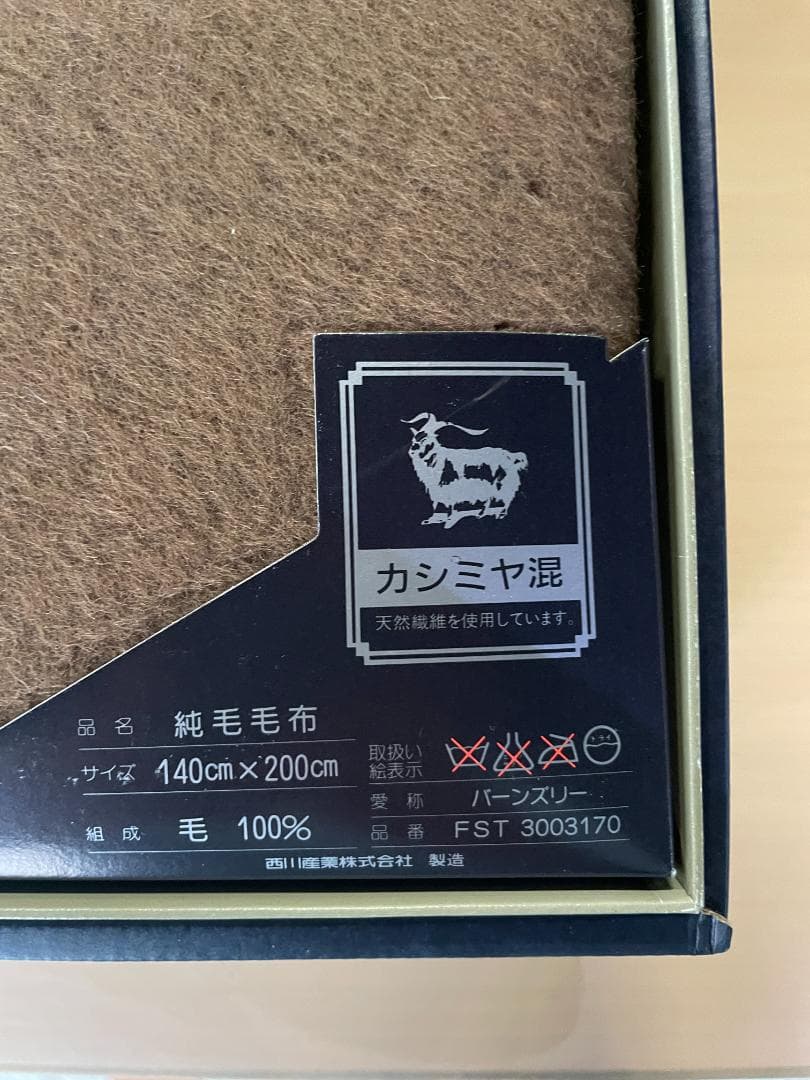 カシミヤ混
天然繊維を使用しています。
品名 純毛毛布
サイズ 140cm×200cm
組成 毛 100%
取扱い
絵表示
ドライ
愛称 バーンズリー
品番 FST 3003170
西川産業株式会社 製造